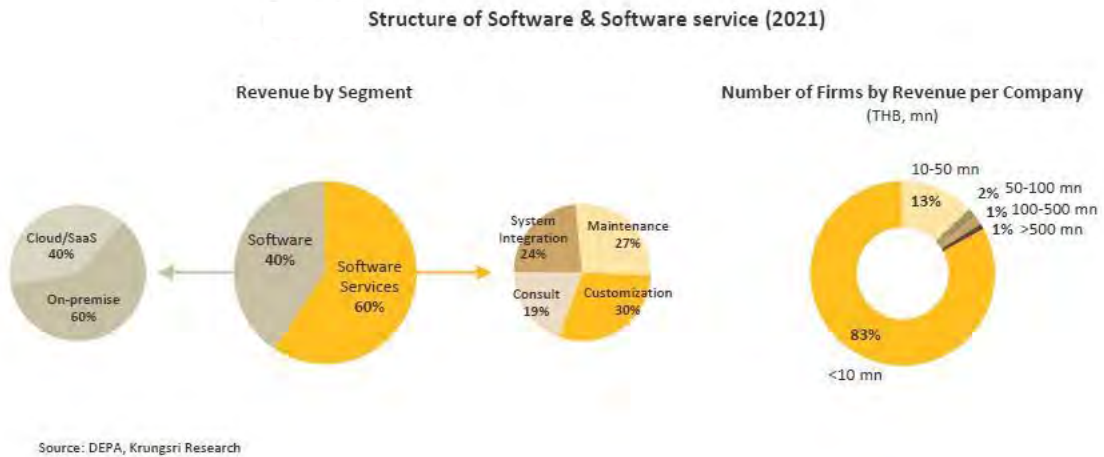 Structure of Software & Software service (2021)
Revenue by Segment
Number of Firms by Revenue per Company
(THB, mn)
Cloud/SaaS
40%
On-premise
60%
Software
40%
Software
Services
60%
System
Integration
24%
Maintenance
27%
Consult
19%
Customization
30%
10-50 mn
13%
2% 50-100 mn
1% 100-500 mn
1% >500 mn
83%
<10 mn
Source: DEPA, Krungsri Research